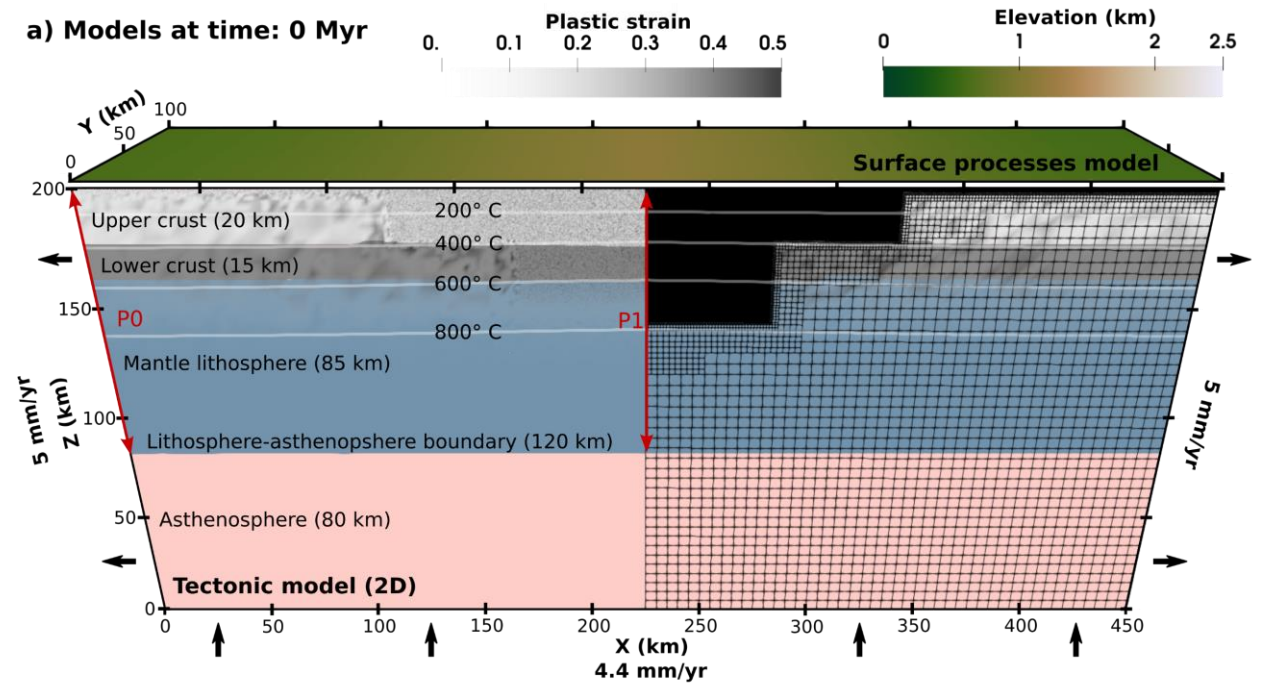 a) Models at time: 0 Myr
Plastic strain
0. 0.1 0.2 0.3 0.4 0.5
Elevation (km)
0 1 2 2.5
Y (km)
0 50 100
Surface processes model
200
150
100
50
0
Z (km)
5 mm/yr
Upper crust (20 km)
200° C
400° C
Lower crust (15 km)
600° C
P0
P1
800° C
Mantle lithosphere (85 km)
5 mm/yr
Lithosphere-asthenopshere boundary (120 km)
Asthenosphere (80 km)
Tectonic model (2D)
0 50 100 150 200 250 300 350 400 450
X (km)
4.4 mm/yr